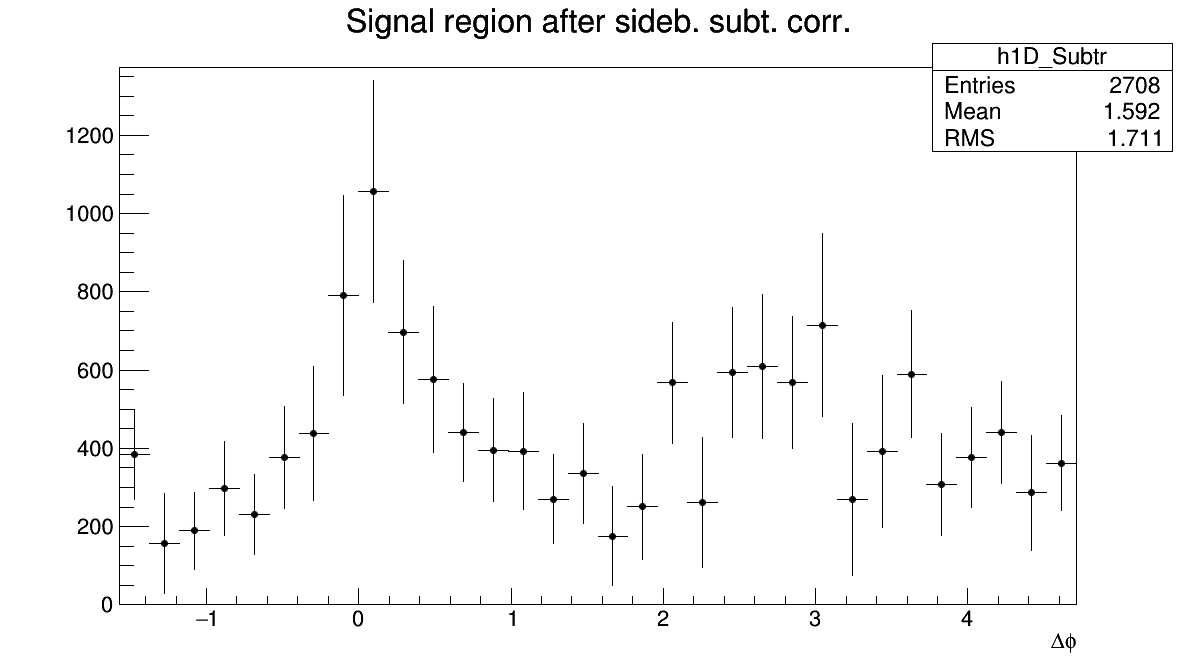 Signal region after sideb. subt. corr.
h1D_Subtr
Entries 2708
Mean 1.592
RMS 1.711
1200
1000
800
600
400
200
0
−1 0 1 2 3 4
Δϕ